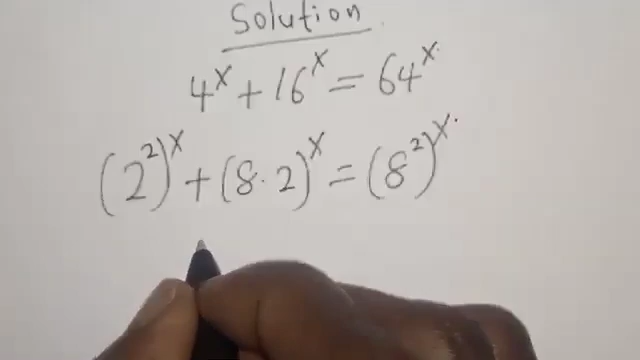 Solution
4^x + 16^x = 64^x
(2^2)^x + (8·2)^x = (8^2)^x